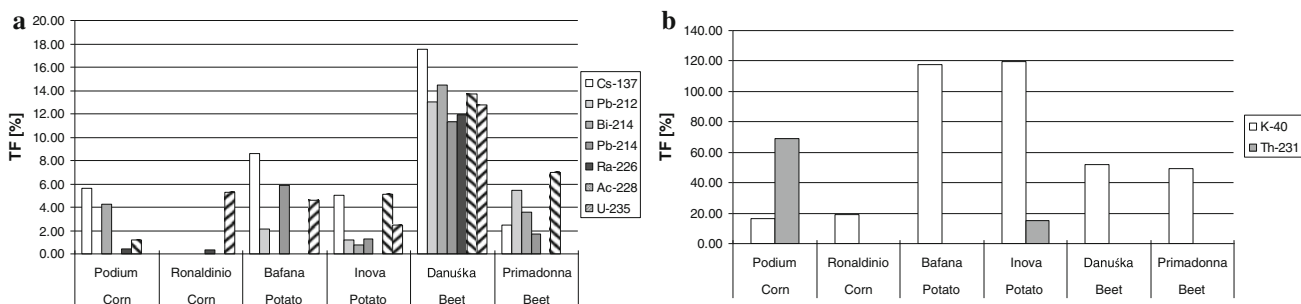 a
20.00
18.00
16.00
14.00
12.00
10.00
8.00
6.00
4.00
2.00
0.00
TF [%]
Podium Ronaldinio Bafana Inova Danuśka Primadonna
Corn Corn Potato Potato Beet Beet
Cs-137
Pb-212
Bi-214
Pb-214
Ra-226
Ac-228
U-235
b
140.00
120.00
100.00
80.00
60.00
40.00
20.00
0.00
TF [%]
Podium Ronaldinio Bafana Inova Danuśka Primadonna
Corn Corn Potato Potato Beet Beet
K-40
Th-231